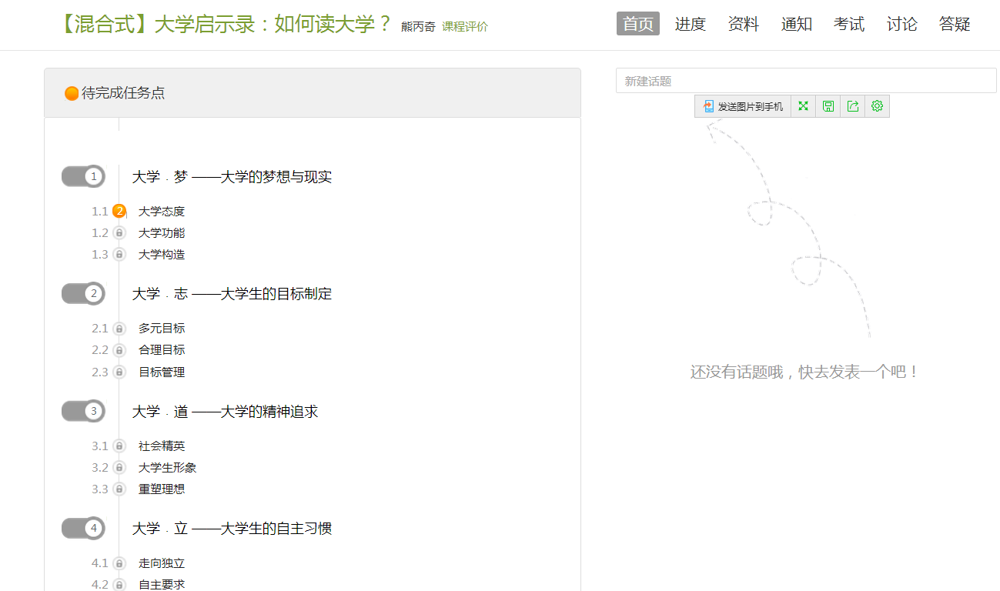 【混合式】大学启示录：如何读大学？ 熊丙奇 课程评价
首页 进度 资料 通知 考试 讨论 答疑
待完成任务点
新建话题
发送图片到手机
1 大学．梦 ——大学的梦想与现实
1.1 2 大学态度
1.2 大学功能
1.3 大学构造
2 大学．志 ——大学生的目标制定
2.1 多元目标
2.2 合理目标
2.3 目标管理
还没有话题哦，快去发表一个吧！
3 大学．道 ——大学的精神追求
3.1 社会精英
3.2 大学生形象
3.3 重塑理想
4 大学．立 ——大学生的自主习惯
4.1 走向独立
4.2 自主要求